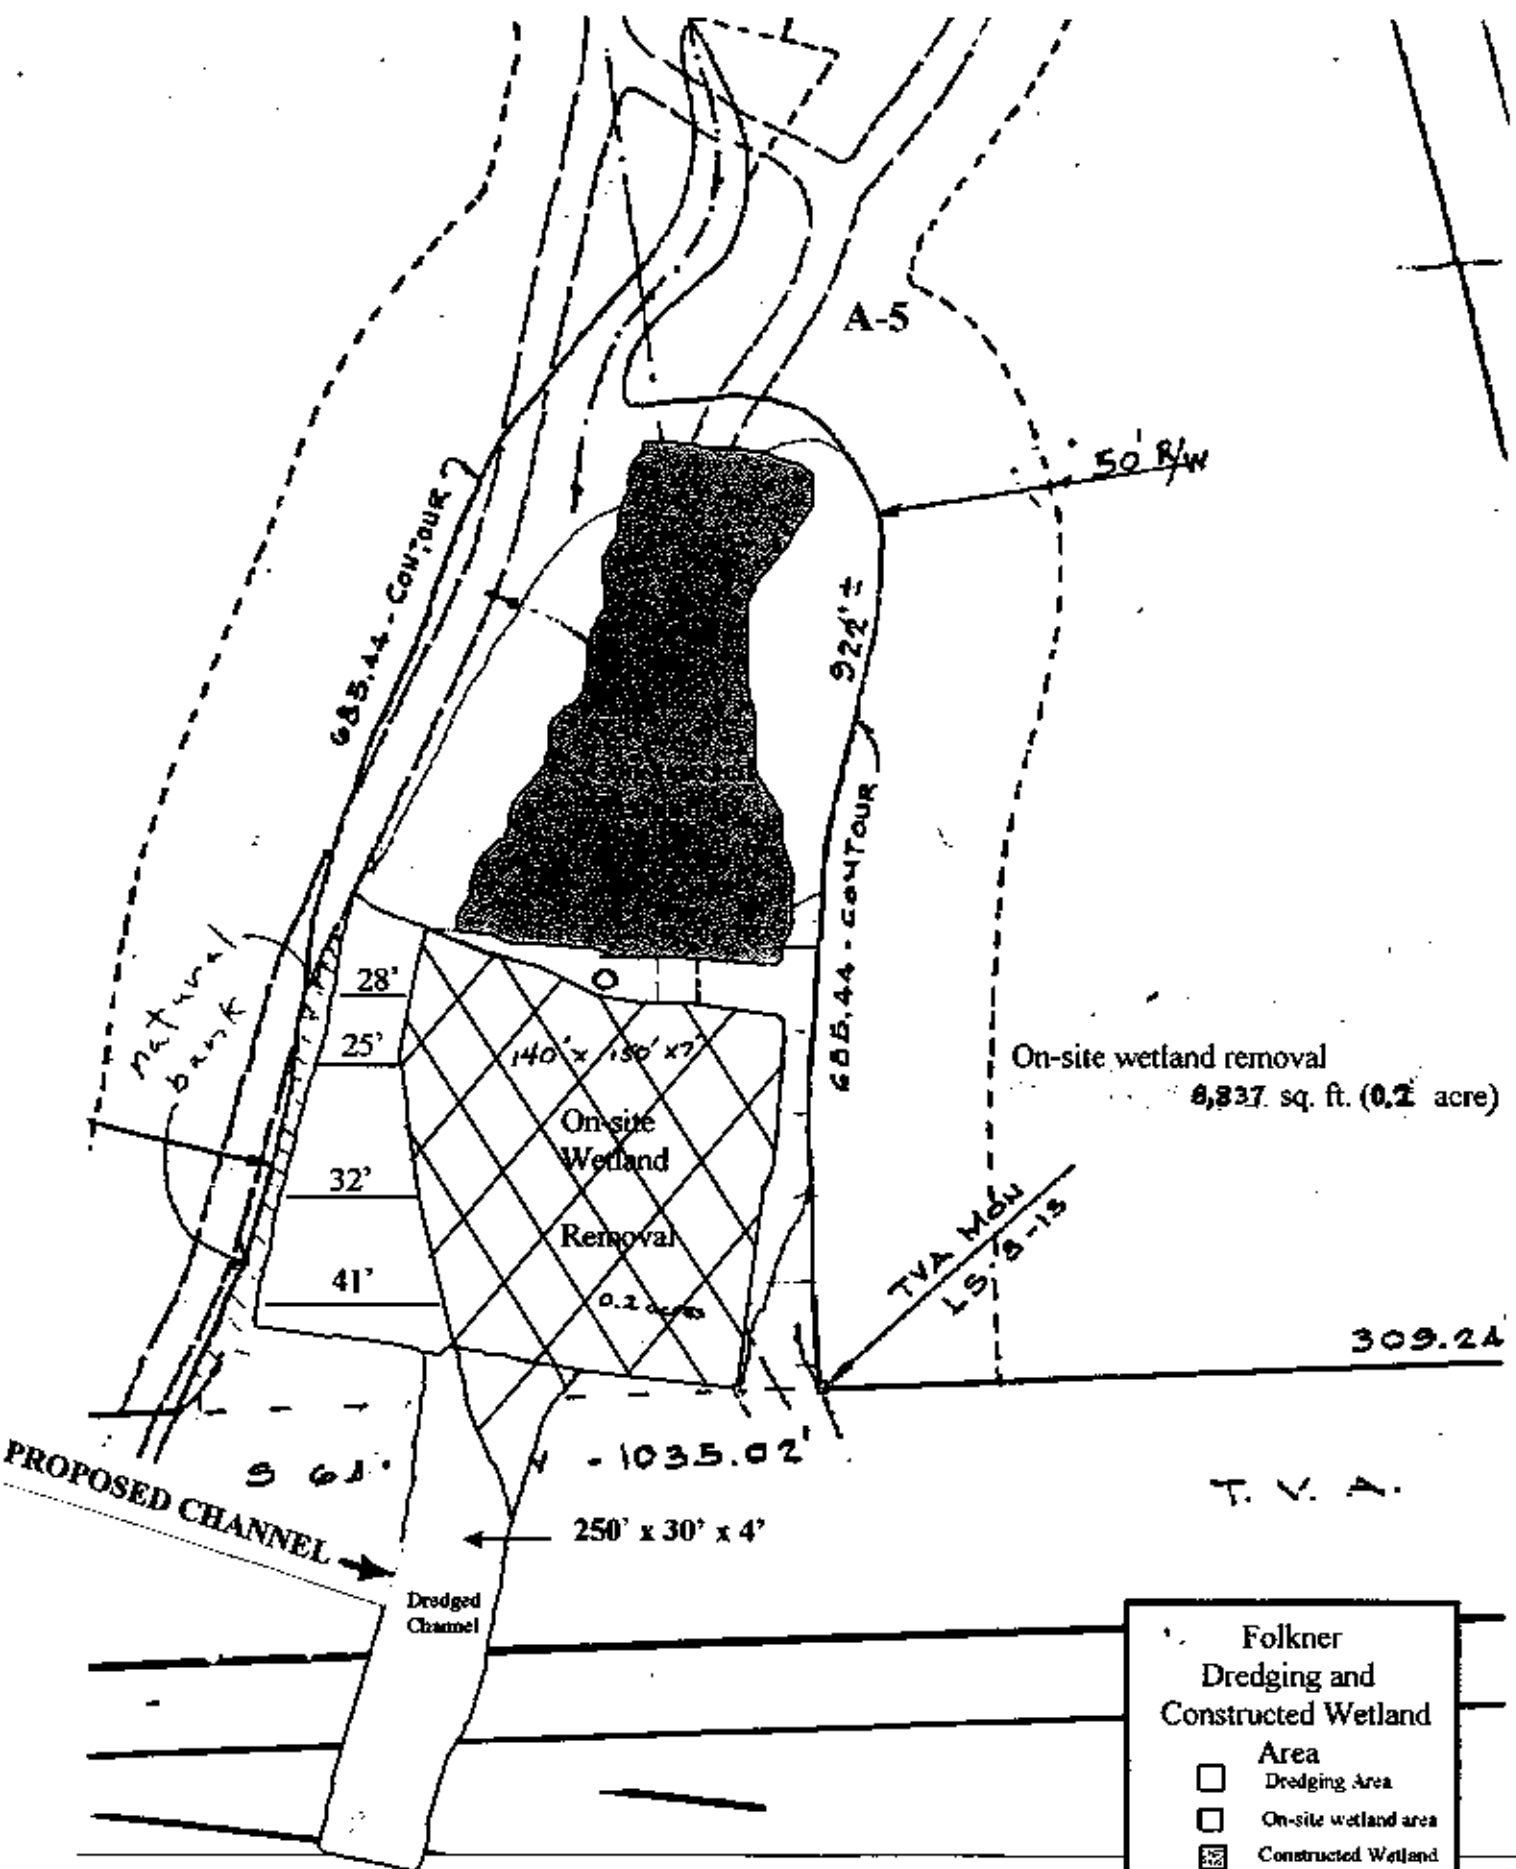 A-5
50' R/W
685.44 - CONTOUR
922' ±
685.44 - CONTOUR
natural
bank
28'
25'
140' x 150' x 7'
On-site wetland removal
8,837 sq. ft. (0.2 acre)
On-site
Wetland
32'
Removal
TVA MON
LS-8-15
41'
0.2 acres
309.24
PROPOSED CHANNEL
- 1035.02'
T. V. A.
250' x 30' x 4'
Dredged
Channel
Folkner
Dredging and
Constructed Wetland
Area
Dredging Area
On-site wetland area
Constructed Wetland